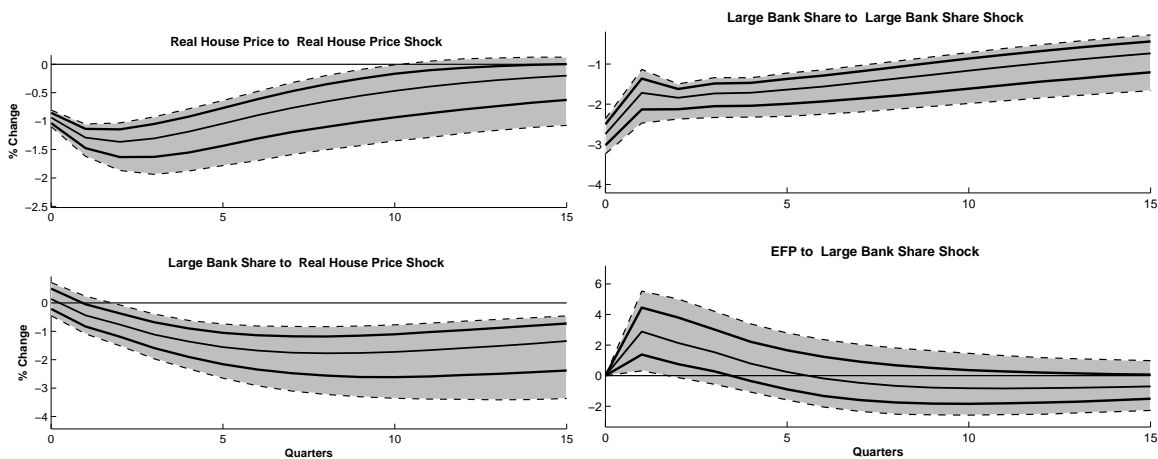 Real House Price to Real House Price Shock
0
−0.5
−1
−1.5
−2
−2.5
% Change
0 5 10 15
Large Bank Share to Large Bank Share Shock
−1
−2
−3
−4
0 5 10 15
Large Bank Share to Real House Price Shock
0
−1
−2
−3
−4
% Change
0 5 10 15
Quarters
EFP to Large Bank Share Shock
6
4
2
0
−2
0 5 10 15
Quarters